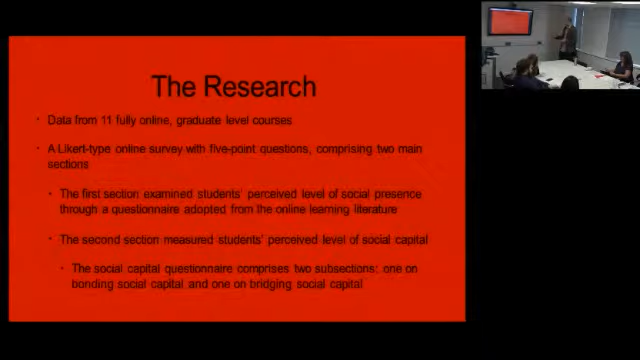 The Research
Data from 11 fully online, graduate level courses
A Likert-type online survey with five-point questions, comprising two main
sections
The first section examined students' perceived level of social presence
through a questionnaire adopted from the online learning literature
The second section measured students' perceived level of social capital
The social capital questionnaire comprises two subsections: one on
bonding social capital and one on bridging social capital